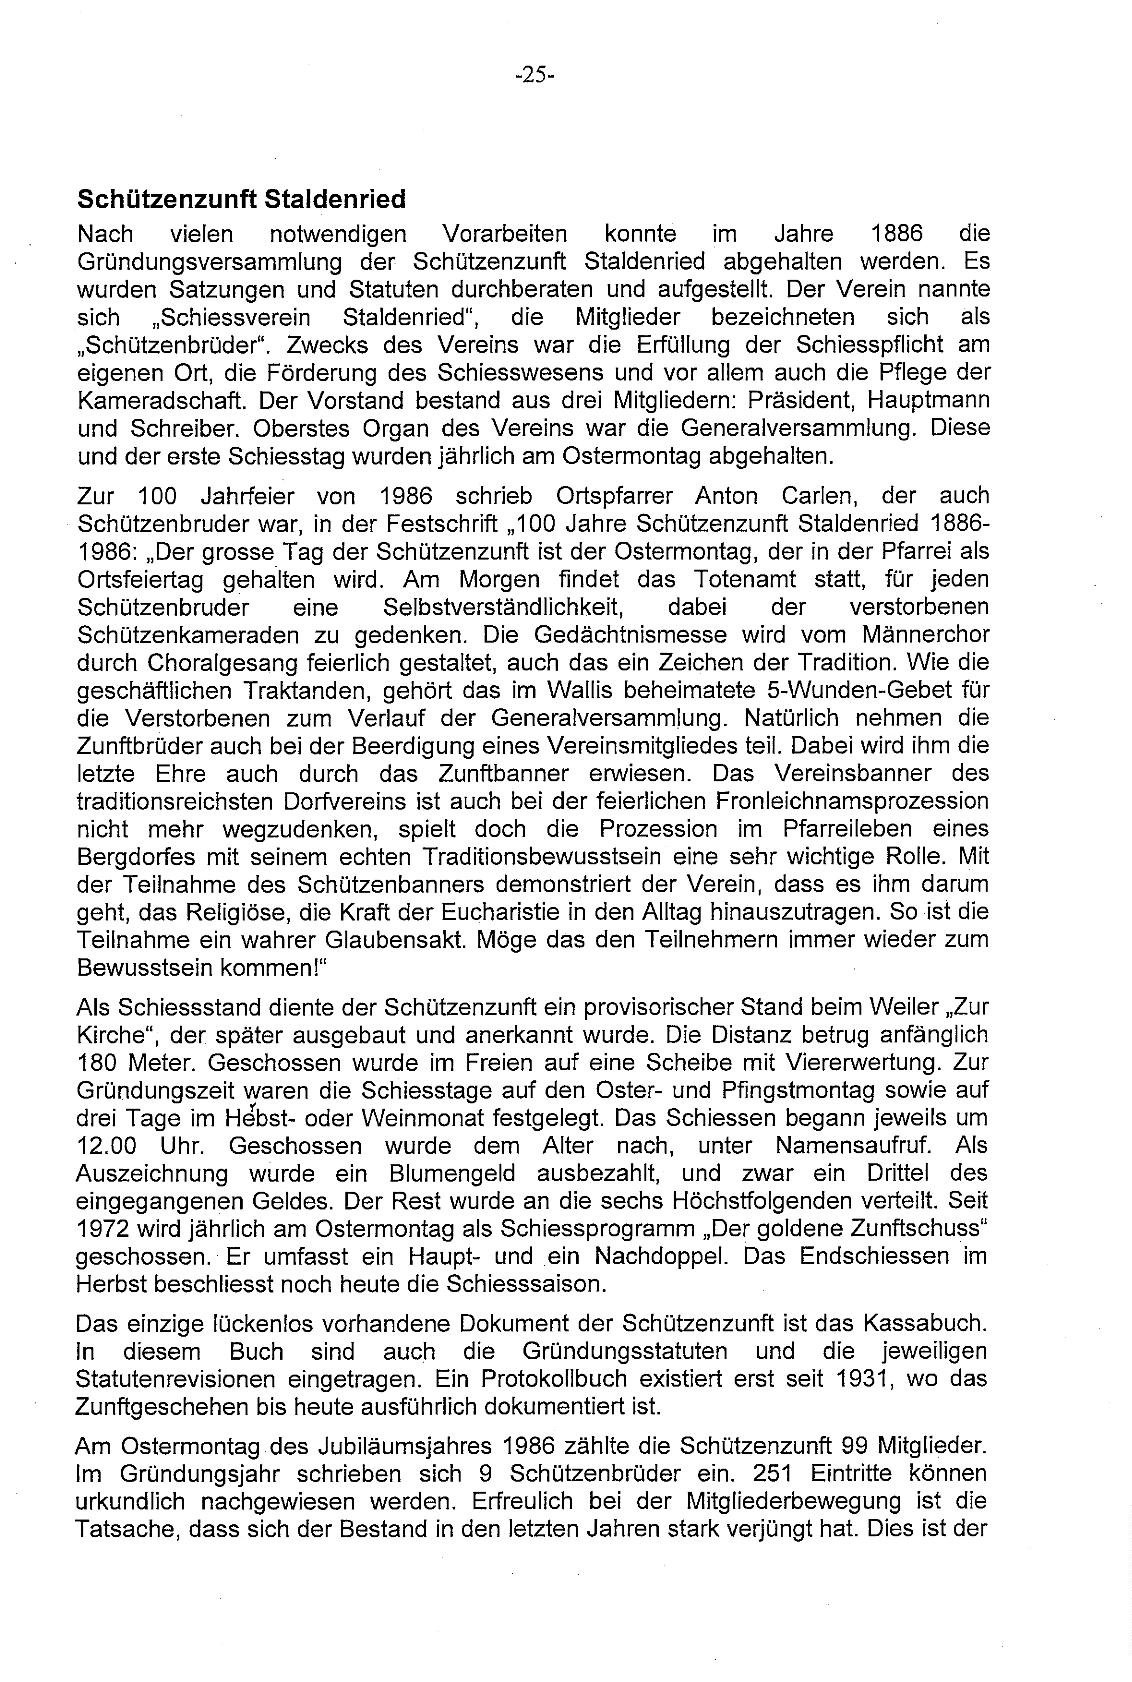 -25-
Schützenzunft Staldenried
Nach vielen notwendigen Vorarbeiten konnte im Jahre 1886 die
Gründungsversammlung der Schützenzunft Staldenried abgehalten werden. Es
wurden Satzungen und Statuten durchberaten und aufgestellt. Der Verein nannte
sich „Schiessverein Staldenried“, die Mitglieder bezeichneten sich als
„Schützenbrüder“. Zwecks des Vereins war die Erfüllung der Schiesspflicht am
eigenen Ort, die Förderung des Schiesswesens und vor allem auch die Pflege der
Kameradschaft. Der Vorstand bestand aus drei Mitgliedern: Präsident, Hauptmann
und Schreiber. Oberstes Organ des Vereins war die Generalversammlung. Diese
und der erste Schiesstag wurden jährlich am Ostermontag abgehalten.
Zur 100 Jahrfeier von 1986 schrieb Ortspfarrer Anton Carlen, der auch
Schützenbruder war, in der Festschrift „100 Jahre Schützenzunft Staldenried 1886-
1986: „Der grosse Tag der Schützenzunft ist der Ostermontag, der in der Pfarrei als
Ortsfeiertag gehalten wird. Am Morgen findet das Totenamt statt, für jeden
Schützenbruder eine Selbstverständlichkeit, dabei der verstorbenen
Schützenkameraden zu gedenken. Die Gedächtnismesse wird vom Männerchor
durch Choralgesang feierlich gestaltet, auch das ein Zeichen der Tradition. Wie die
geschäftlichen Traktanden, gehört das im Wallis beheimatete 5-Wunden-Gebet für
die Verstorbenen zum Verlauf der Generalversammlung. Natürlich nehmen die
Zunftbrüder auch bei der Beerdigung eines Vereinsmitgliedes teil. Dabei wird ihm die
letzte Ehre auch durch das Zunftbanner erwiesen. Das Vereinsbanner des
traditionsreichsten Dorfvereins ist auch bei der feierlichen Fronleichnamsprozession
nicht mehr wegzudenken, spielt doch die Prozession im Pfarreileben eines
Bergdorfes mit seinem echten Traditionsbewusstsein eine sehr wichtige Rolle. Mit
der Teilnahme des Schützenbanners demonstriert der Verein, dass es ihm darum
geht, das Religiöse, die Kraft der Eucharistie in den Alltag hinauszutragen. So ist die
Teilnahme ein wahrer Glaubensakt. Möge das den Teilnehmern immer wieder zum
Bewusstsein kommen!“
Als Schiessstand diente der Schützenzunft ein provisorischer Stand beim Weiler „Zur
Kirche“, der später ausgebaut und anerkannt wurde. Die Distanz betrug anfänglich
180 Meter. Geschossen wurde im Freien auf eine Scheibe mit Viererwertung. Zur
Gründungszeit waren die Schiesstage auf den Oster- und Pfingstmontag sowie auf
drei Tage im Hebst- oder Weinmonat festgelegt. Das Schiessen begann jeweils um
12.00 Uhr. Geschossen wurde dem Alter nach, unter Namensaufruf. Als
Auszeichnung wurde ein Blumengeld ausbezahlt, und zwar ein Drittel des
eingegangenen Geldes. Der Rest wurde an die sechs Höchstfolgenden verteilt. Seit
1972 wird jährlich am Ostermontag als Schiessprogramm „Der goldene Zunftschuss“
geschossen. Er umfasst ein Haupt- und ein Nachdoppel. Das Endschiessen im
Herbst beschliesst noch heute die Schiesssaison.
Das einzige lückenlos vorhandene Dokument der Schützenzunft ist das Kassabuch.
In diesem Buch sind auch die Gründungsstatuten und die jeweiligen
Statutenrevisionen eingetragen. Ein Protokollbuch existiert erst seit 1931, wo das
Zunftgeschehen bis heute ausführlich dokumentiert ist.
Am Ostermontag des Jubiläumsjahres 1986 zählte die Schützenzunft 99 Mitglieder.
Im Gründungsjahr schrieben sich 9 Schützenbrüder ein. 251 Eintritte können
urkundlich nachgewiesen werden. Erfreulich bei der Mitgliederbewegung ist die
Tatsache, dass sich der Bestand in den letzten Jahren stark verjüngt hat. Dies ist der